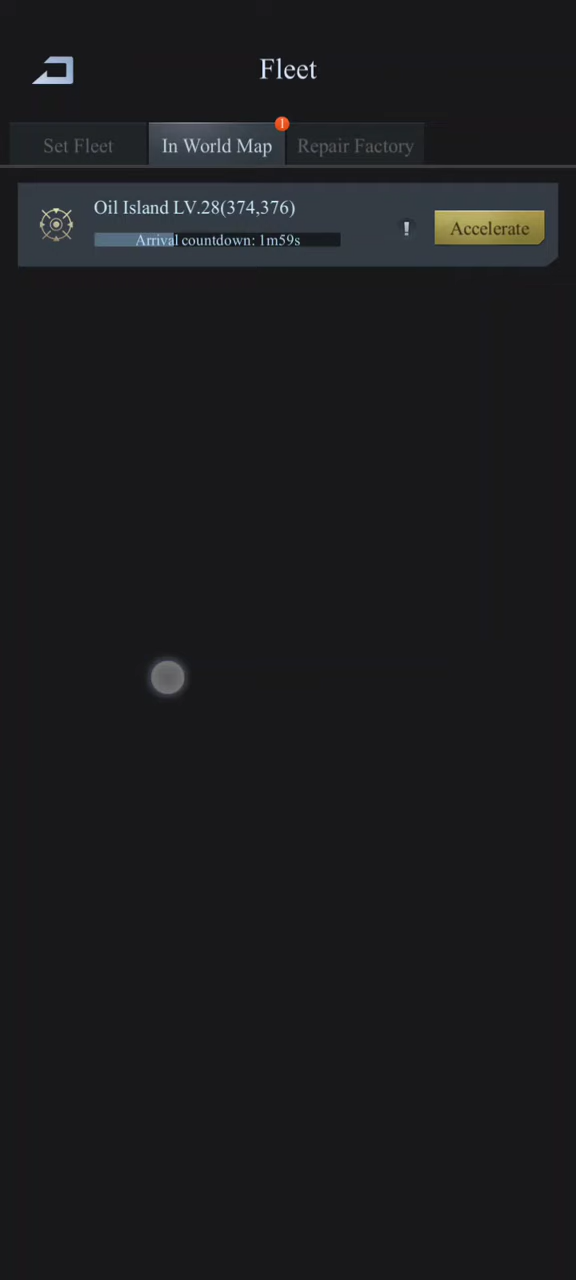 Fleet
Set Fleet
In World Map
!
Repair Factory
Oil Island LV.28(374,376)
Arrival countdown: 1m59s
!
Accelerate